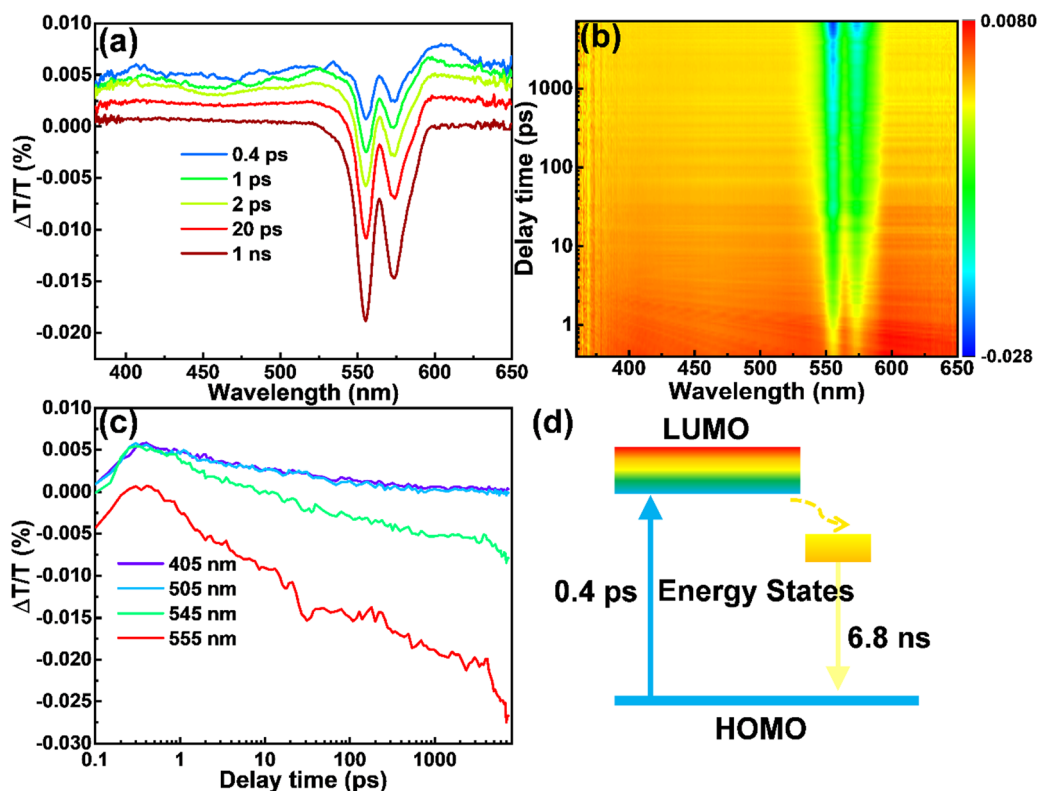 (a)
0.010
0.005
0.000
-0.005
-0.010
-0.015
-0.020
ΔT/T (%)
0.4 ps
1 ps
2 ps
20 ps
1 ns
400 450 500 550 600 650
Wavelength (nm)
(b)
1000
100
10
1
Delay time (ps)
400 450 500 550 600 650
Wavelength (nm)
0.0080
-0.028
(c)
0.010
0.005
0.000
-0.005
-0.010
-0.015
-0.020
-0.025
-0.030
ΔT/T (%)
405 nm
505 nm
545 nm
555 nm
0.1 1 10 100 1000
Delay time (ps)
(d)
LUMO
0.4 ps Energy States
6.8 ns
HOMO